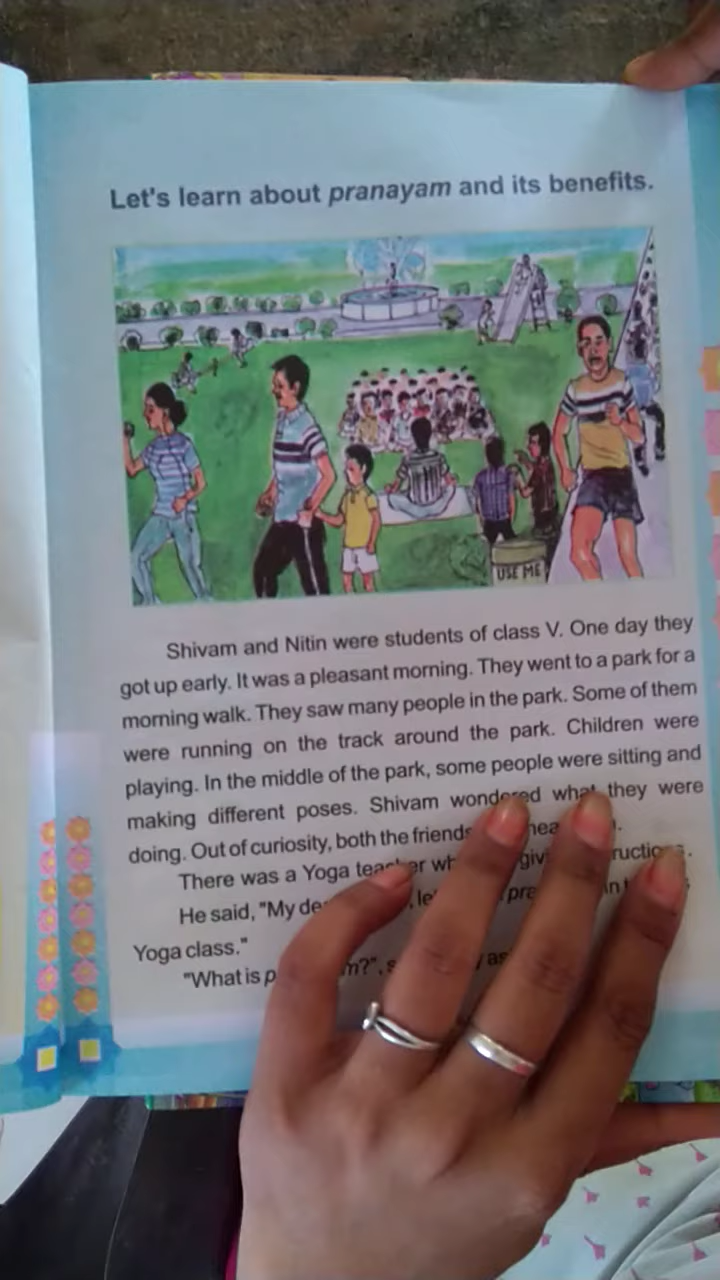 Let's learn about pranayam and its benefits.
USE ME
Shivam and Nitin were students of class V. One day they
got up early. It was a pleasant morning. They went to a park for a
morning walk. They saw many people in the park. Some of them
were running on the track around the park. Children were
playing. In the middle of the park, some people were sitting and
making different poses. Shivam wondered what they were
doing. Out of curiosity, both the friends
There was a Yoga teacher
He said, "My
Yoga class."
"What is